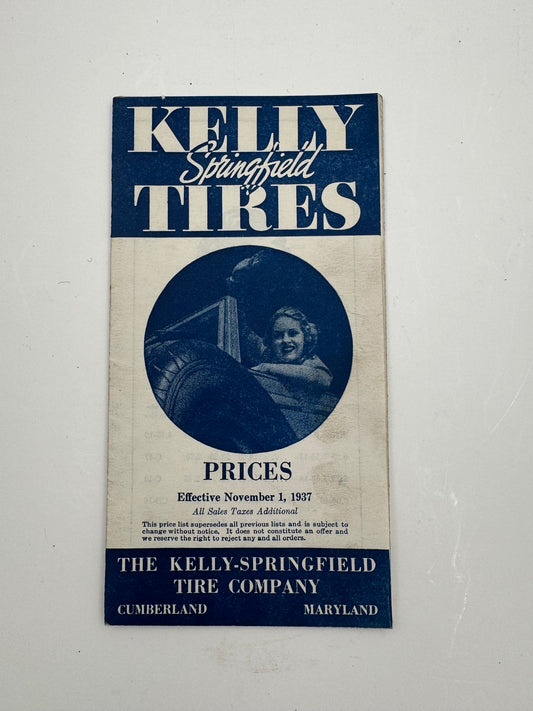 KELLY
Springfield
TIRES
PRICES
Effective November 1, 1937
All Sales Taxes Additional
This price list supersedes all previous lists and is subject to
change without notice. It does not constitute an offer and
we reserve the right to reject any and all orders.
THE KELLY-SPRINGFIELD
TIRE COMPANY
CUMBERLAND MARYLAND